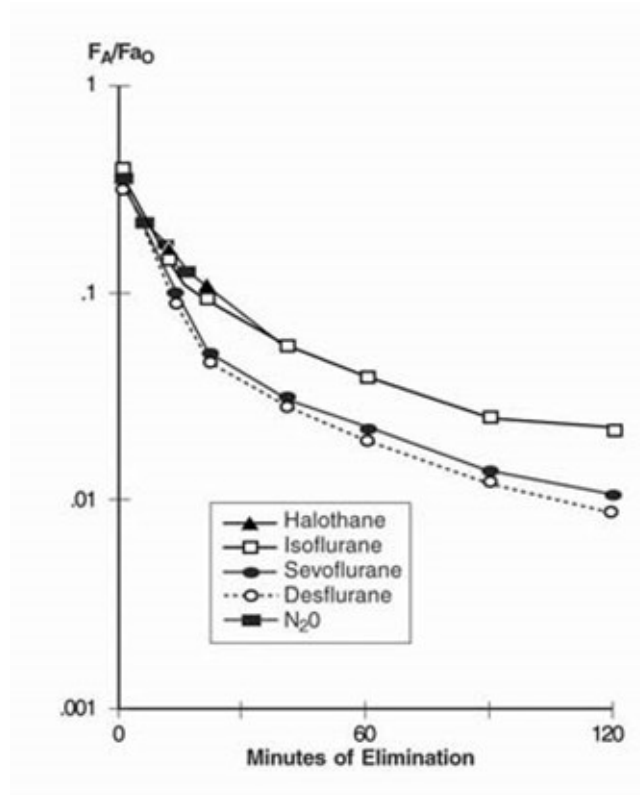 FA/FaO
1
.1
.01
Halothane
Isoflurane
Sevoflurane
Desflurane
N20
.001
0
60
120
Minutes of Elimination